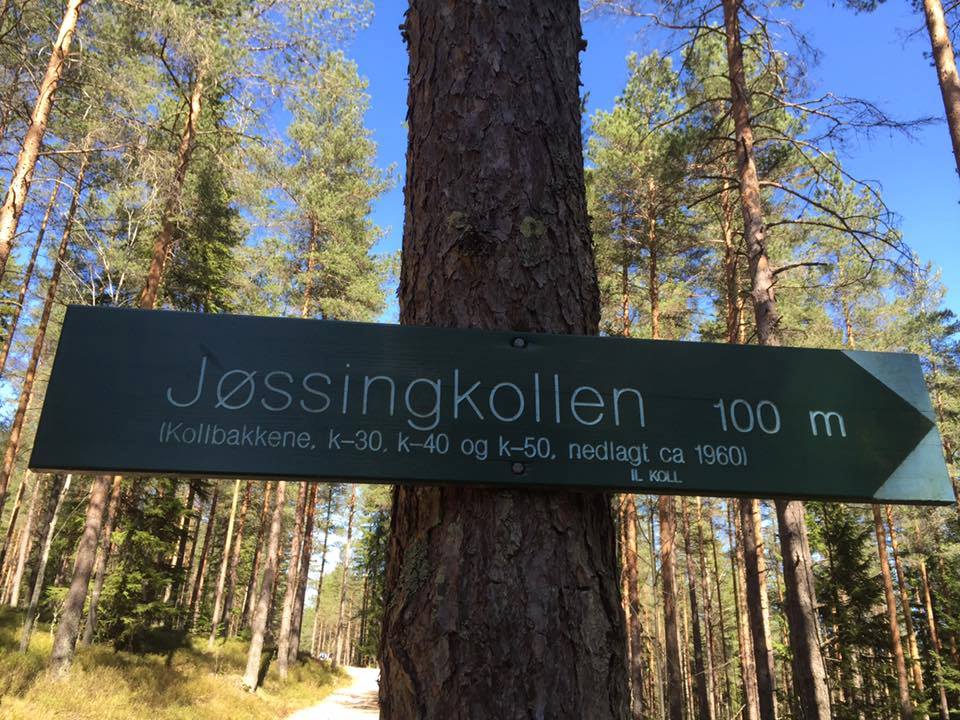 Jøssingkollen 100 m
(Kollbakkene, k-30, k-40 og k-50, nedlagt ca 1960)
IL KOLL